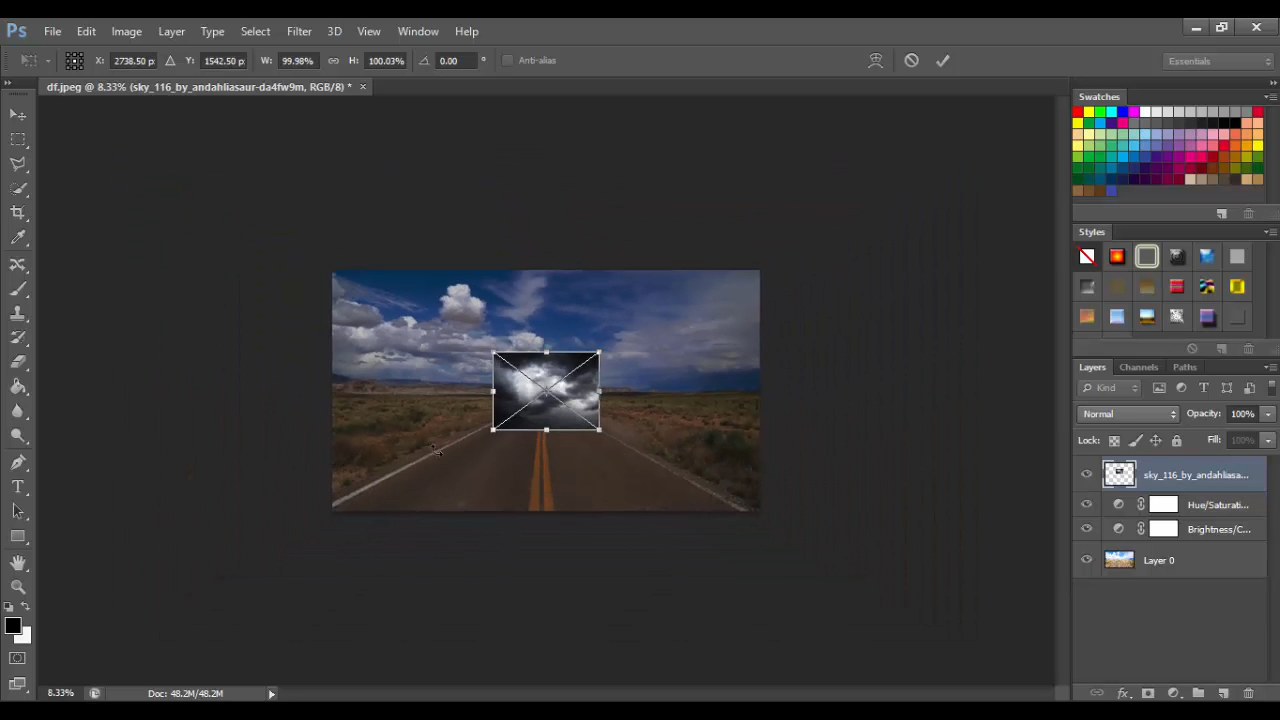 Ps File Edit Image Layer Type Select Filter 3D View Window Help
X: 2738.50 p: Y: 1542.50 p: W: 99.98% H: 100.03% 0.00 ° Anti-alias Essentials
df.jpeg @ 8.33% (sky_116_by_andahliasaur-da4fw9m, RGB/8) * ×
Swatches
Styles
Layers Channels Paths
Kind
Normal Opacity: 100%
Lock: Fill: 100%
sky_116_by_andahliasa...
Hue/Saturati...
Brightness/C...
Layer 0
8.33% Doc: 48.2M/48.2M